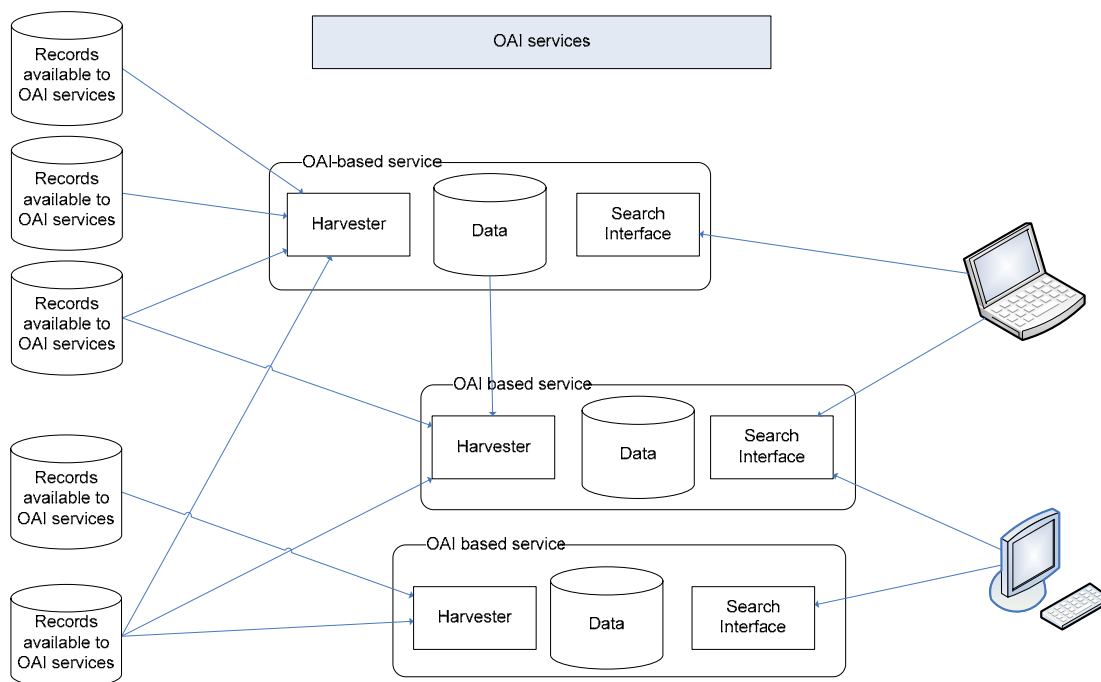 OAI services
Records
available to
OAI services
Records
available to
OAI services
Records
available to
OAI services
Records
available to
OAI services
Records
available to
OAI services
OAI-based service
Harvester
Data
Search
Interface
OAI based service
Harvester
Data
Search
Interface
OAI based service
Harvester
Data
Search
Interface